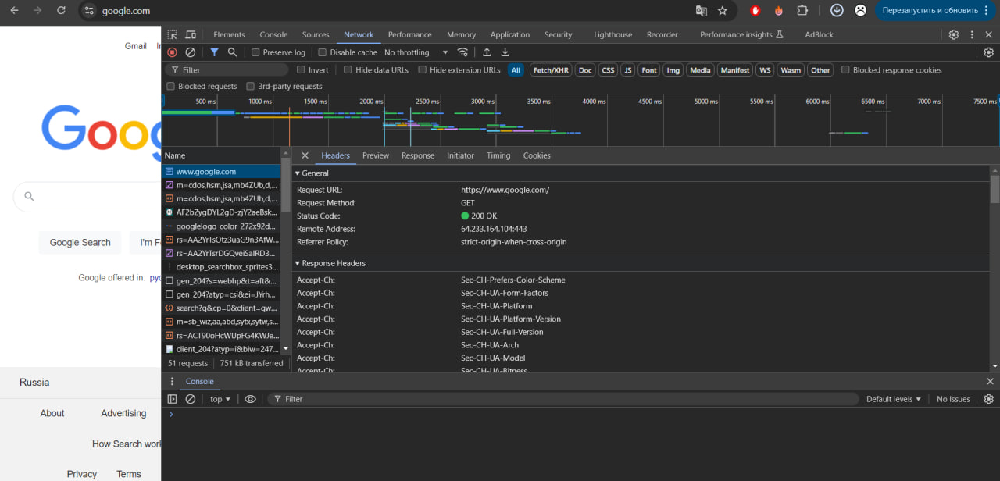 google.com
Перезапустить и обновить
Gmail
Elements Console Sources Network Performance Memory Application Security Lighthouse Recorder Performance insights AdBlock
Preserve log Disable cache No throttling
Filter Invert Hide data URLs Hide extension URLs All Fetch/XHR Doc CSS JS Font Img Media Manifest WS Wasm Other Blocked response cookies
Blocked requests 3rd-party requests
500 ms 1000 ms 1500 ms 2000 ms 2500 ms 3000 ms 3500 ms 4000 ms 4500 ms 5000 ms 5500 ms 6000 ms 6500 ms 7000 ms 7500 ms
Goog
Google Search I'm F
Google offered in: рус
Russia
About Advertising
How Search work
Privacy Terms
Name
www.google.com
m=cdos,hsm,jsa,mb4ZUb,d,...
m=cdos,hsm,jsa,mb4ZUb,d,...
AF2bZygDYL2gD-zjY2aeBsk...
googlelogo_color_272x92d...
rs=AA2YrTsOtz3uaG9n3AfW...
rs=AA2YrTsrDGQveiSaIRD3...
desktop_searchbox_sprites3...
gen_204?s=webhp&t=aft&...
gen_204?atyp=csi&ei=JYrh...
search?q&cp=0&client=gw...
m=sb_wiz,aa,abd,sytx,sytw,s...
rs=ACT90oHcWUpFG4KWJe...
client_204?atyp=i&biw=247...
51 requests 751 kB transferred
Headers Preview Response Initiator Timing Cookies
General
Request URL: https://www.google.com/
Request Method: GET
Status Code: 200 OK
Remote Address: 64.233.164.104:443
Referrer Policy: strict-origin-when-cross-origin
Response Headers
Accept-Ch: Sec-CH-Prefers-Color-Scheme
Accept-Ch: Sec-CH-UA-Form-Factors
Accept-Ch: Sec-CH-UA-Platform
Accept-Ch: Sec-CH-UA-Platform-Version
Accept-Ch: Sec-CH-UA-Full-Version
Accept-Ch: Sec-CH-UA-Arch
Accept-Ch: Sec-CH-UA-Model
Accept-Ch: Sec-CH-UA-Bitness
Console
top Filter Default levels No Issues